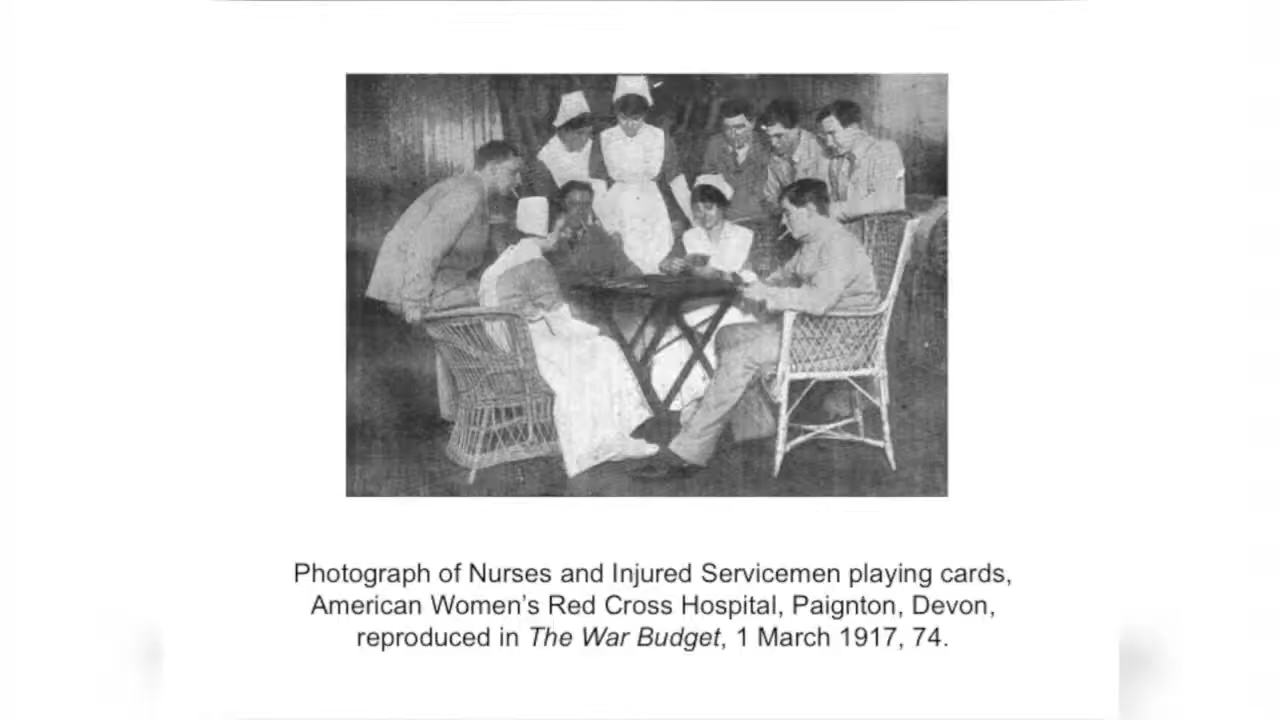 Photograph of Nurses and Injured Servicemen playing cards,
American Women's Red Cross Hospital, Paignton, Devon,
reproduced in The War Budget, 1 March 1917, 74.